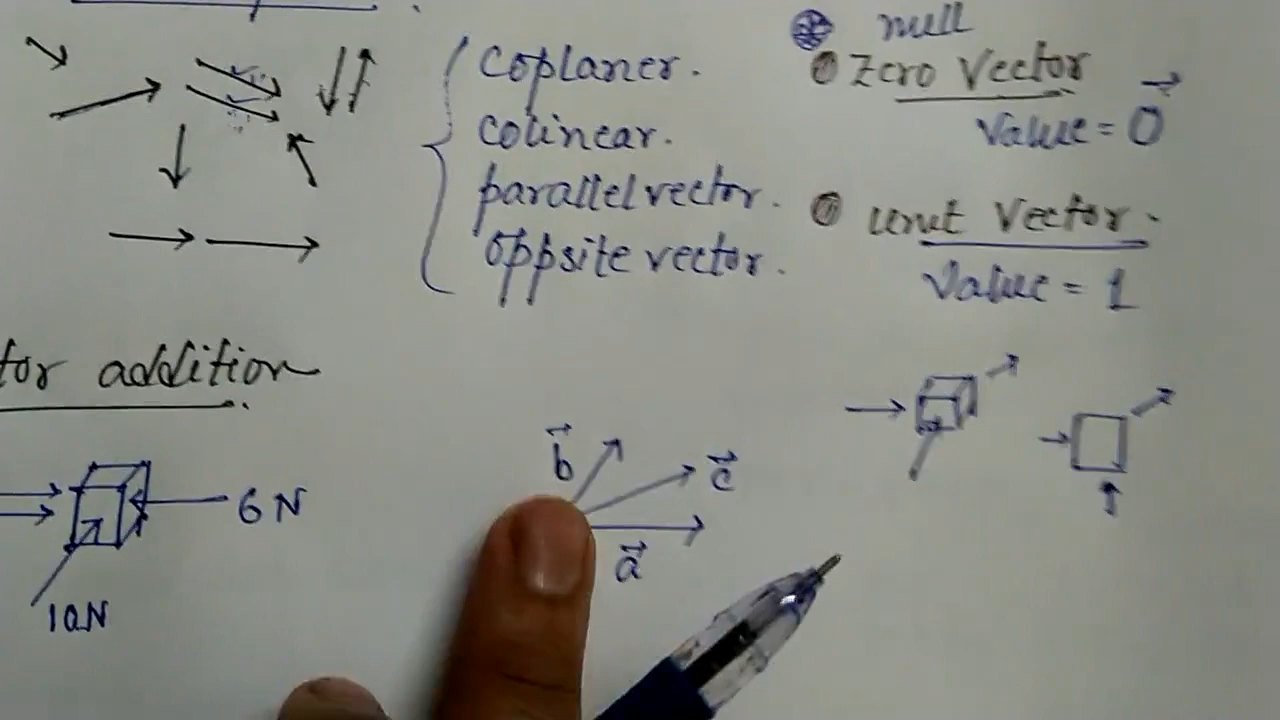 Coplaner.
Colinear.
parallel vector.
oppsite vector.
null
Zero Vector
Value = 0
unit Vector.
Value = 1
tor addition
6 N
10N
b
c
a